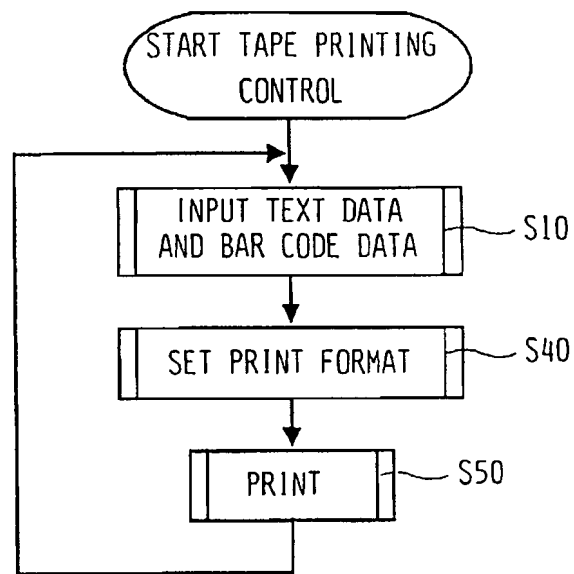 START TAPE PRINTING
CONTROL
INPUT TEXT DATA
AND BAR CODE DATA
S10
SET PRINT FORMAT
S40
PRINT
S50